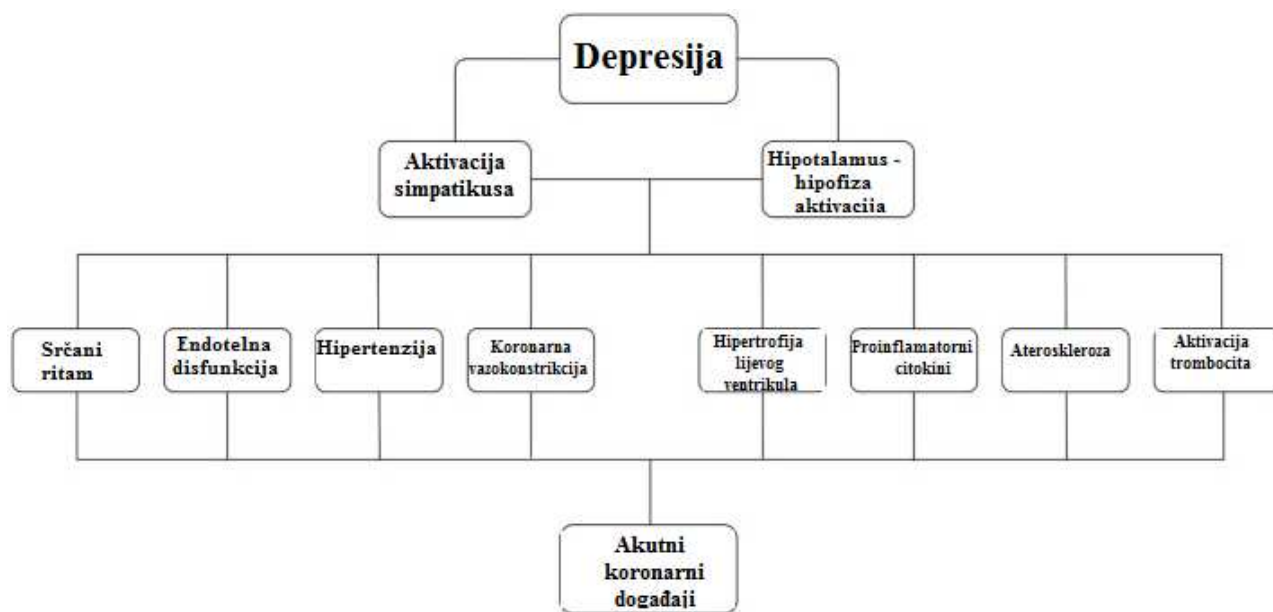 Depresija
Aktivacija
simpatikusa
Hipotalamus -
hipofiza
aktivacija
Srčani
ritam
Endotelna
disfunkcija
Hipertenzija
Koronarna
vazokonstrikcija
Hipertrofija
lijevog
ventrikula
Proinflamatorni
citokini
Ateroskleroza
Aktivacija
trombocita
Akutni
koronarni
događaji